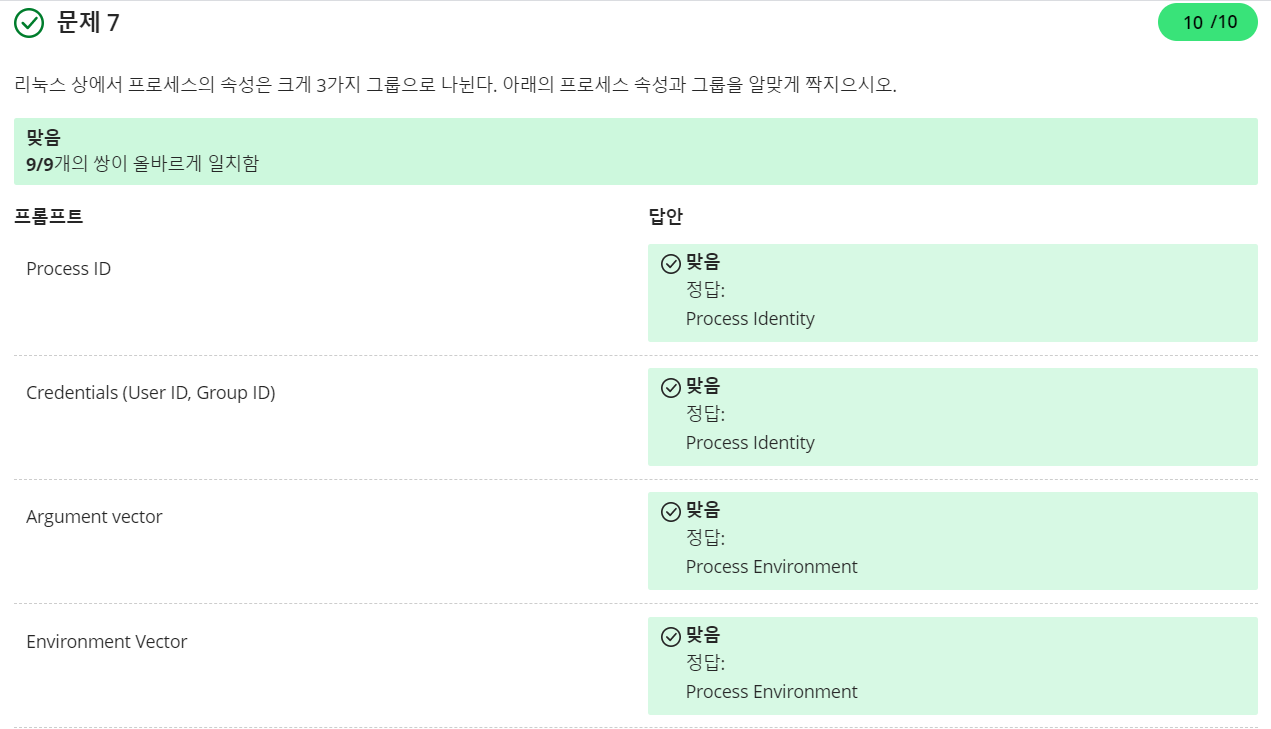 문제 7
10 /10
리눅스 상에서 프로세스의 속성은 크게 3가지 그룹으로 나뉜다. 아래의 프로세스 속성과 그룹을 알맞게 짝지으시오.
맞음
9/9개의 쌍이 올바르게 일치함
프롬프트
답안
Process ID
맞음
정답:
Process Identity
Credentials (User ID, Group ID)
맞음
정답:
Process Identity
Argument vector
맞음
정답:
Process Environment
Environment Vector
맞음
정답:
Process Environment